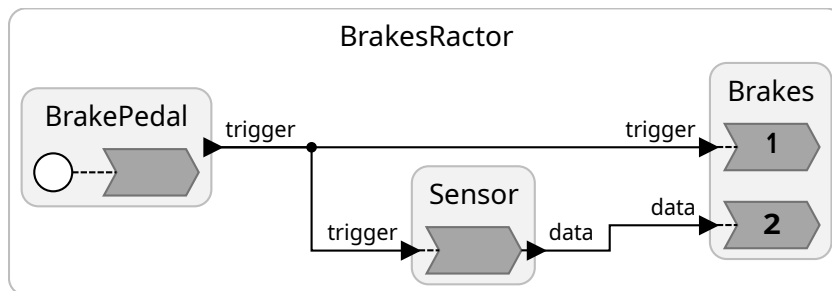 BrakesRactor
BrakePedal
trigger
trigger
Brakes
1
trigger
Sensor
data
data
2